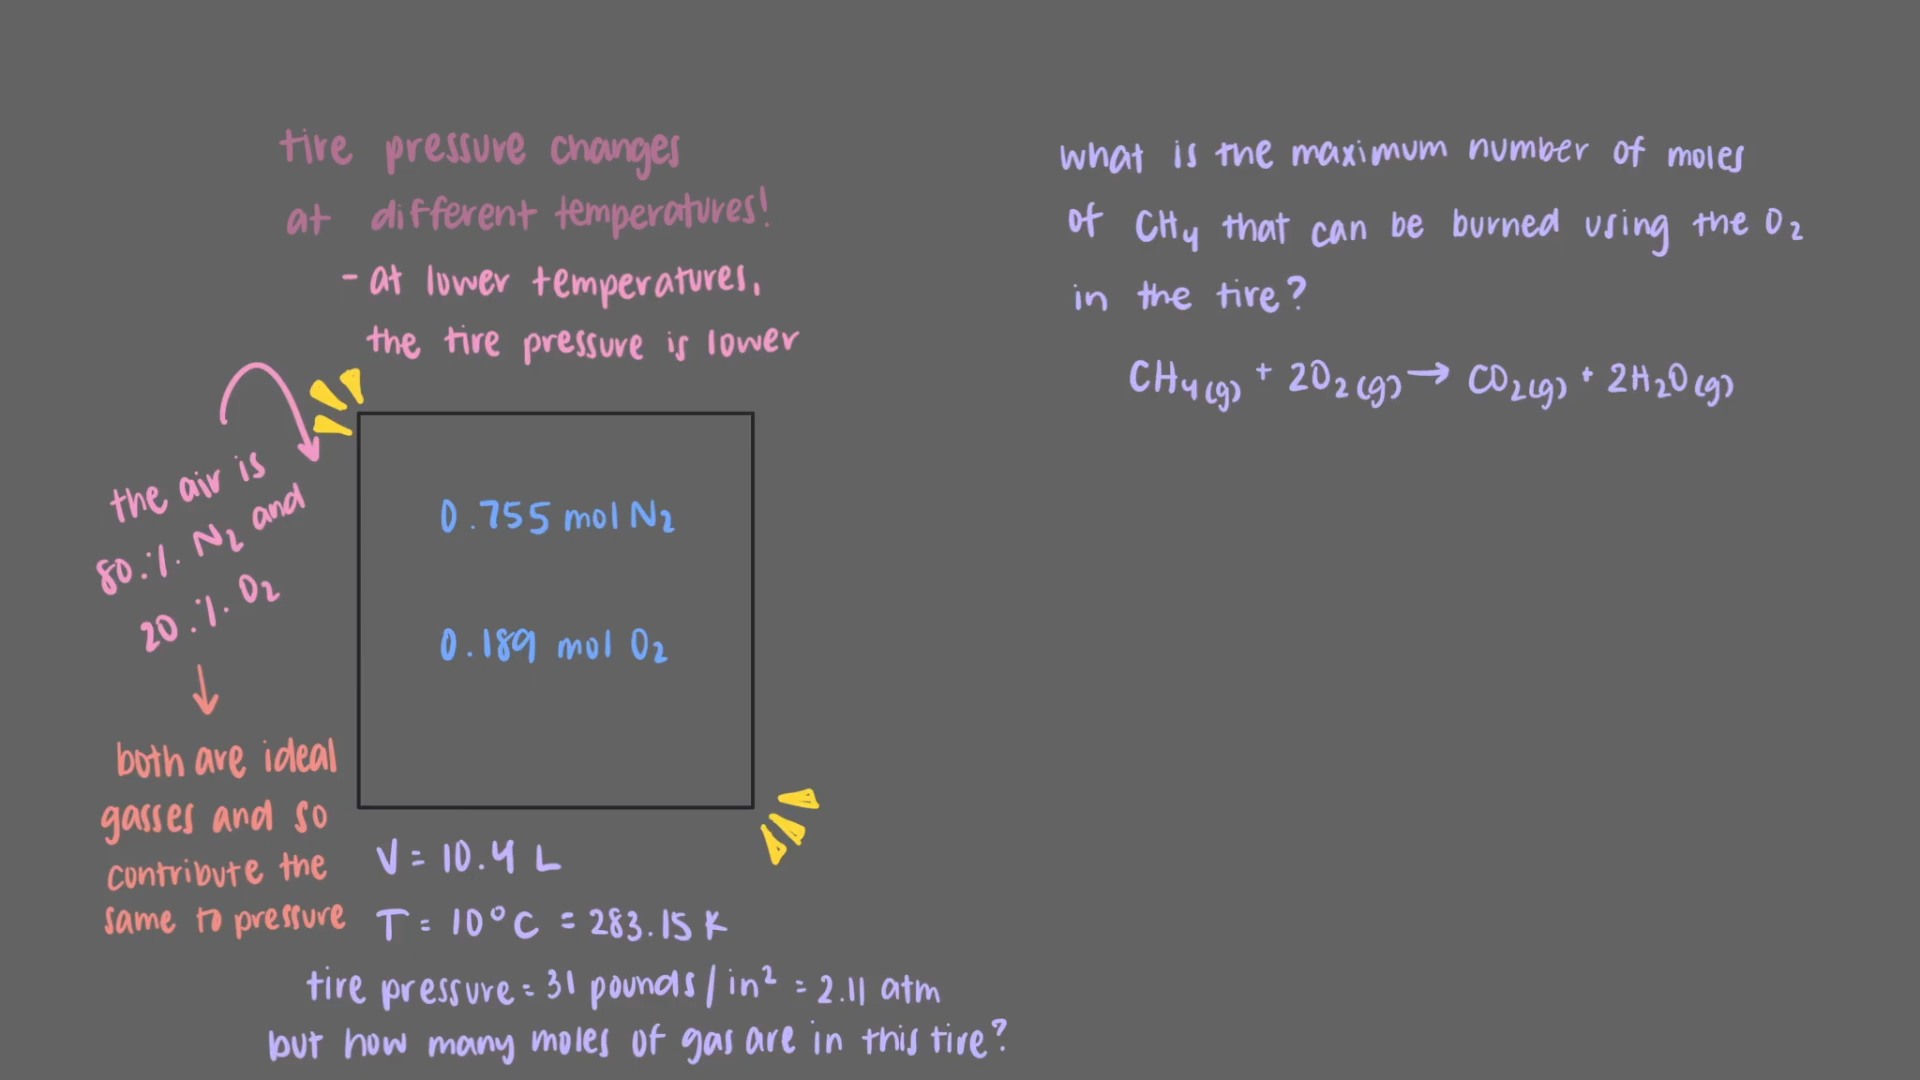 tire pressure changes
at different temperatures!
- at lower temperatures,
the tire pressure is lower
the air is
80.%. N₂ and
20.%. O₂
both are ideal
gasses and so
contribute the
same to pressure
0.755 mol N₂
0.189 mol O₂
V = 10.4 L
T = 10°C = 283.15 K
tire pressure = 31 pounds/in² = 2.11 atm
but how many moles of gas are in this tire?
what is the maximum number of moles
of CH₄ that can be burned using the O₂
in the tire?
CH₄(g) + 2O₂(g) → CO₂(g) + 2H₂O(g)